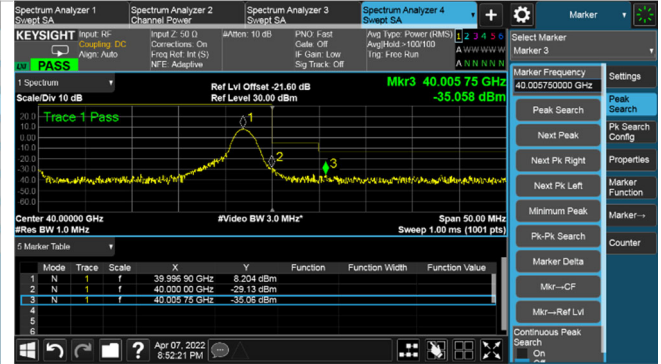 Spectrum Analyzer 1
Swept SA
Spectrum Analyzer 2
Channel Power
Spectrum Analyzer 3
Swept SA
Spectrum Analyzer 4
Swept SA
Marker
KEYSIGHT
Input: RF
Coupling: DC
Align: Auto
Input Z: 50 Ω
Corrections: On
Freq Ref: Int (S)
NFE: Adaptive
#Atten: 10 dB
PNO: Fast
Gate: Off
IF Gain: Low
Sig Track: Off
Avg Type: Power (RMS)
Avg|Hold:>100/100
Trig: Free Run
1 2 3 4 5 6
A W W W W W
A N N N N N
PASS
Select Marker
Marker 3
1 Spectrum
Scale/Div 10 dB
Ref Lvl Offset -21.60 dB
Ref Level 30.00 dBm
Mkr3 40.005 75 GHz
-35.058 dBm
Marker Frequency
40.005750000 GHz
Settings
Peak Search
Peak
Search
Next Peak
Pk Search
Config
Next Pk Right
Properties
Next Pk Left
Marker
Function
Minimum Peak
Marker→
Pk-Pk Search
Counter
Marker Delta
Mkr→CF
Mkr→Ref Lvl
Continuous Peak
Search
On
Off
Trace 1 Pass
20.0
10.0
0.00
-10.0
-20.0
-30.0
-40.0
-50.0
-60.0
1
2
3
Center 40.00000 GHz
#Res BW 1.0 MHz
#Video BW 3.0 MHz*
Span 50.00 MHz
Sweep 1.00 ms (1001 pts)
5 Marker Table
Mode Trace Scale X Y Function Function Width Function Value
1 N 1 f 39.996 90 GHz 8.204 dBm
2 N 1 f 40.000 00 GHz -29.13 dBm
3 N 1 f 40.005 75 GHz -35.06 dBm
4
5
6
Apr 07, 2022
8:52:21 PM